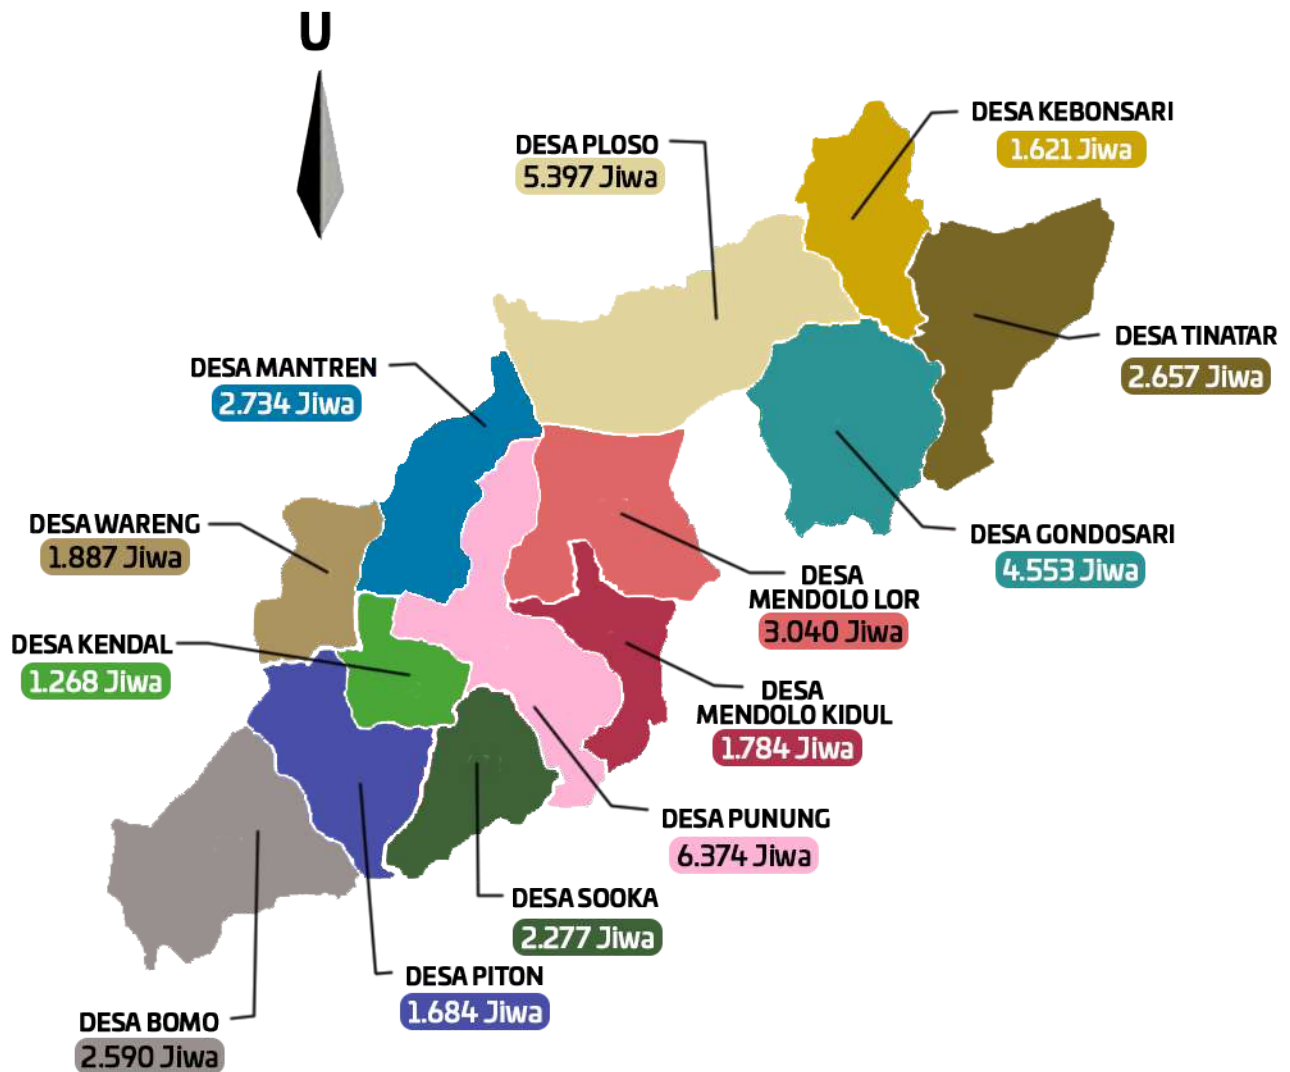 U
DESA KEBONSARI
1.621 Jiwa
DESA PLOSO
5.397 Jiwa
DESA TINATAR
2.657 Jiwa
DESA MANTREN
2.734 Jiwa
DESA WARENG
1.887 Jiwa
DESA GONDOSARI
4.553 Jiwa
DESA
MENDOLO LOR
3.040 Jiwa
DESA KENDAL
1.268 Jiwa
DESA
MENDOLO KIDUL
1.784 Jiwa
DESA PUNUNG
6.374 Jiwa
DESA SOOKA
2.277 Jiwa
DESA PITON
1.684 Jiwa
DESA BOMO
2.590 Jiwa